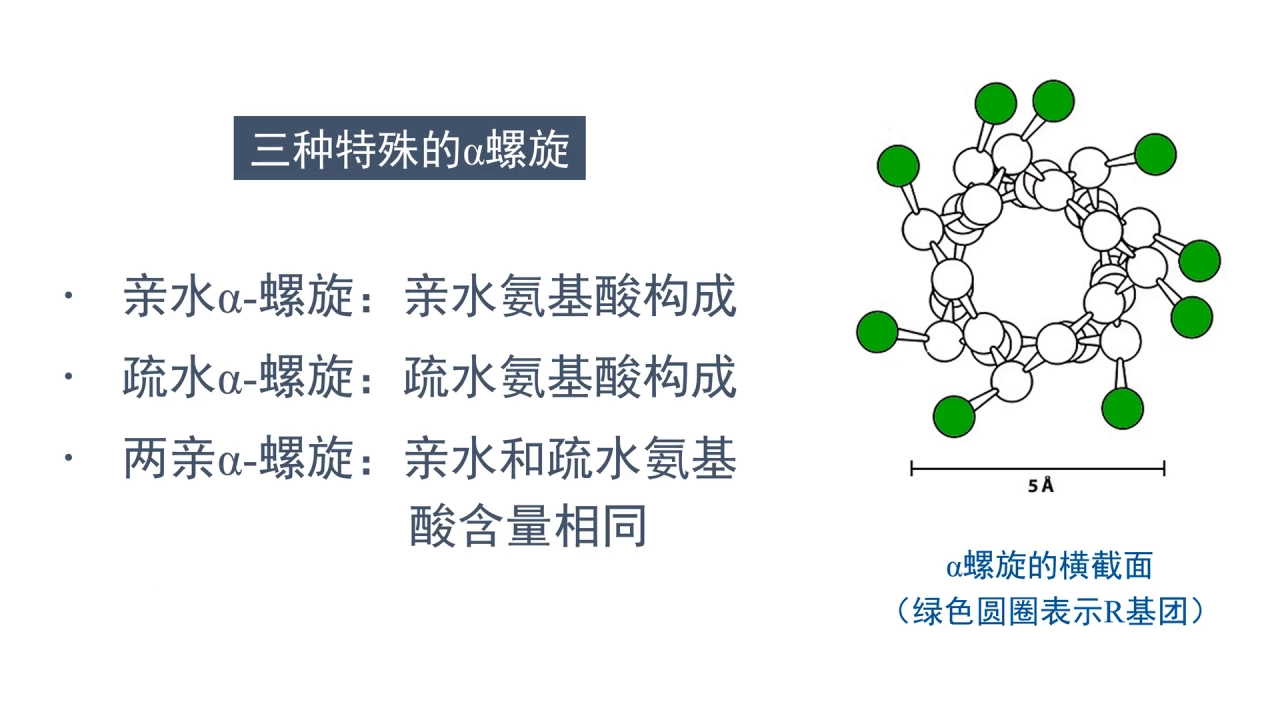 三种特殊的α螺旋
· 亲水α-螺旋：亲水氨基酸构成
· 疏水α-螺旋：疏水氨基酸构成
· 两亲α-螺旋：亲水和疏水氨基
酸含量相同
5 Å
α螺旋的横截面
（绿色圆圈表示R基团）